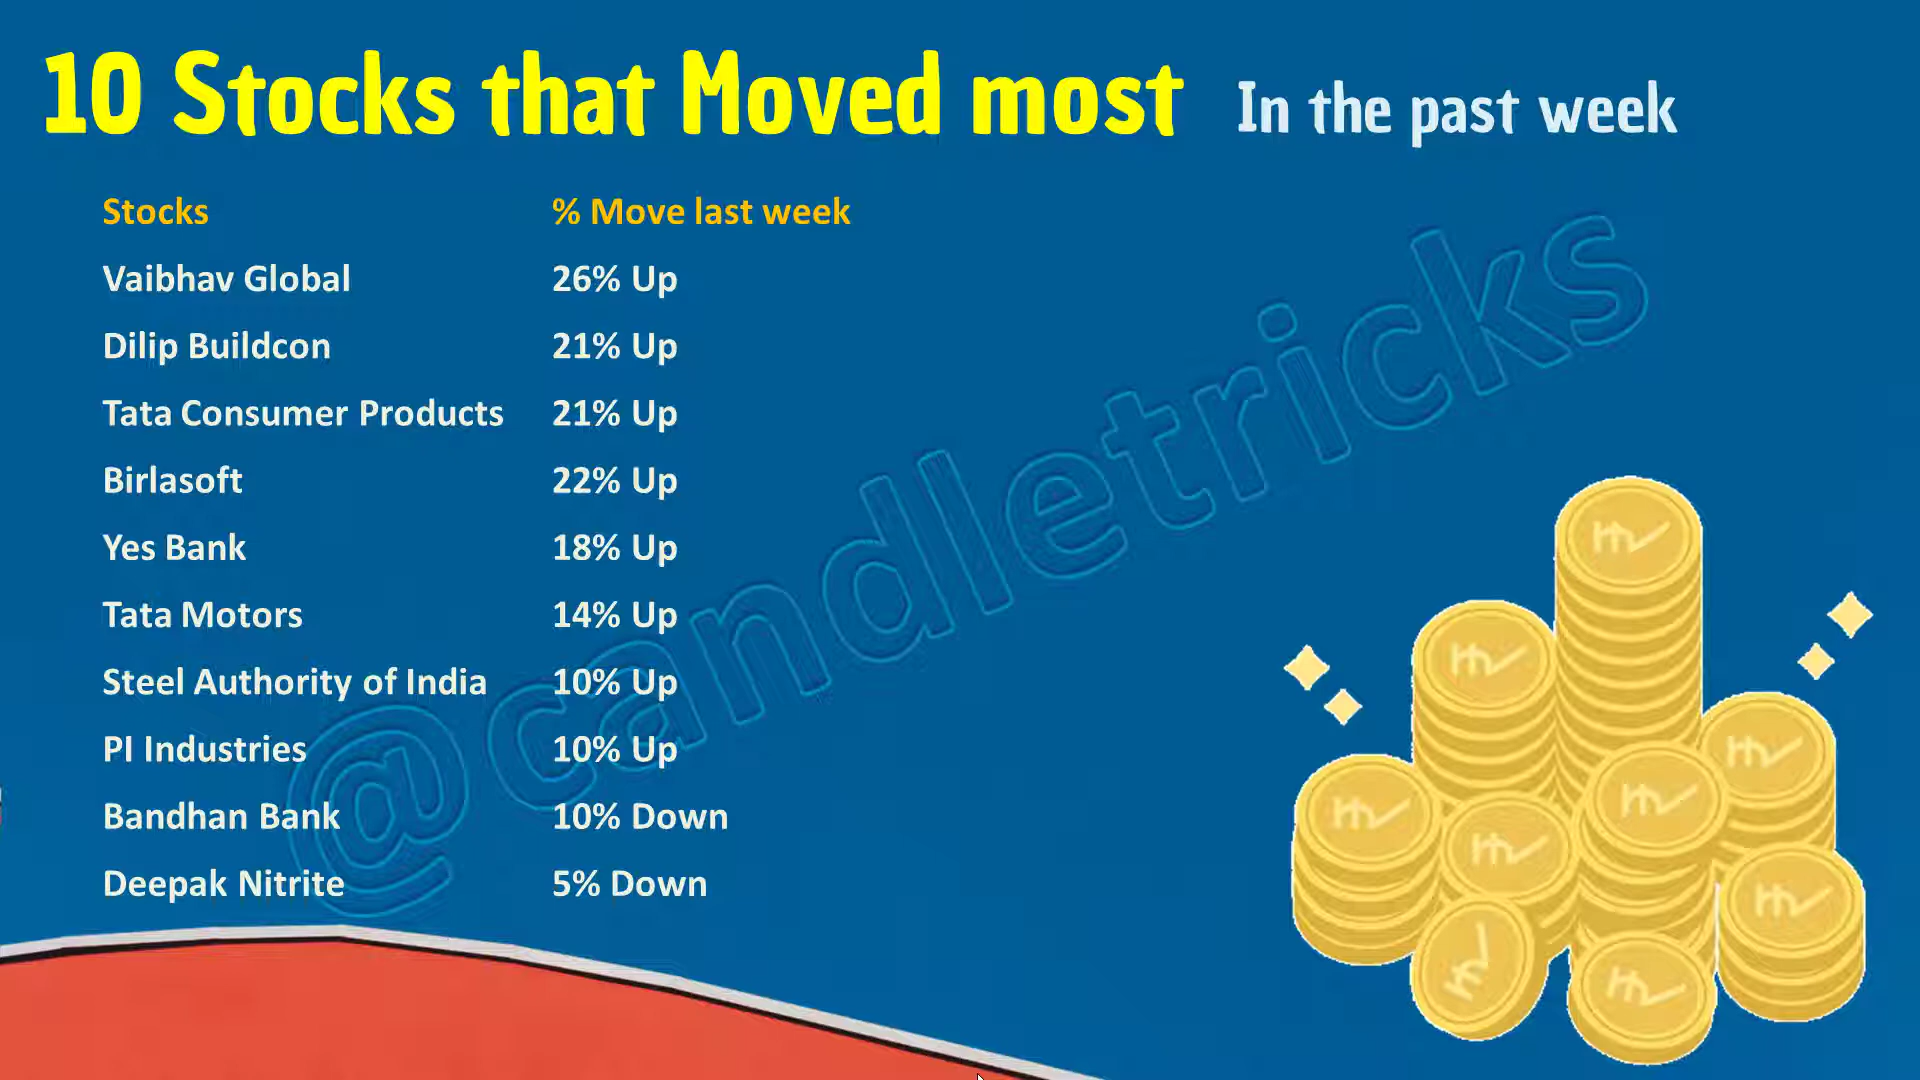 10 Stocks that Moved most In the past week
Stocks % Move last week
Vaibhav Global 26% Up
Dilip Buildcon 21% Up
Tata Consumer Products 21% Up
Birlasoft 22% Up
Yes Bank 18% Up
Tata Motors 14% Up
Steel Authority of India 10% Up
PI Industries 10% Up
Bandhan Bank 10% Down
Deepak Nitrite 5% Down
@candletricks